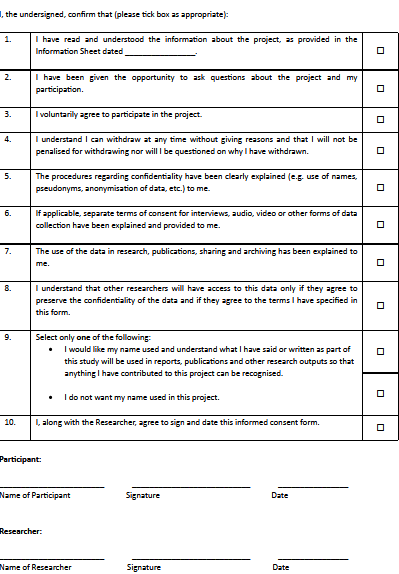 I, the undersigned, confirm that (please tick box as appropriate):
1. I have read and understood the information about the project, as provided in the
Information Sheet dated ________________.
2. I have been given the opportunity to ask questions about the project and my
participation.
3. I voluntarily agree to participate in the project.
4. I understand I can withdraw at any time without giving reasons and that I will not be
penalised for withdrawing nor will I be questioned on why I have withdrawn.
5. The procedures regarding confidentiality have been clearly explained (e.g. use of names,
pseudonyms, anonymisation of data, etc.) to me.
6. If applicable, separate terms of consent for interviews, audio, video or other forms of data
collection have been explained and provided to me.
7. The use of the data in research, publications, sharing and archiving has been explained to
me.
8. I understand that other researchers will have access to this data only if they agree to
preserve the confidentiality of the data and if they agree to the terms I have specified in
this form.
9. Select only one of the following:
• I would like my name used and understand what I have said or written as part of
this study will be used in reports, publications and other research outputs so that
anything I have contributed to this project can be recognised.
• I do not want my name used in this project.
10. I, along with the Researcher, agree to sign and date this informed consent form.
Participant:
Name of Participant Signature Date
Researcher:
Name of Researcher Signature Date